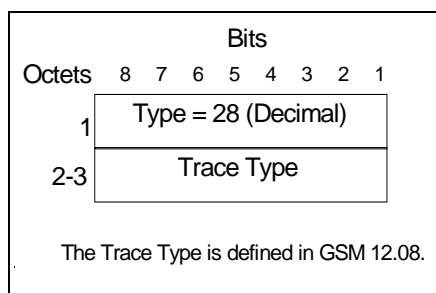 Bits
Octets 8 7 6 5 4 3 2 1
1 Type = 28 (Decimal)
2-3 Trace Type
The Trace Type is defined in GSM 12.08.